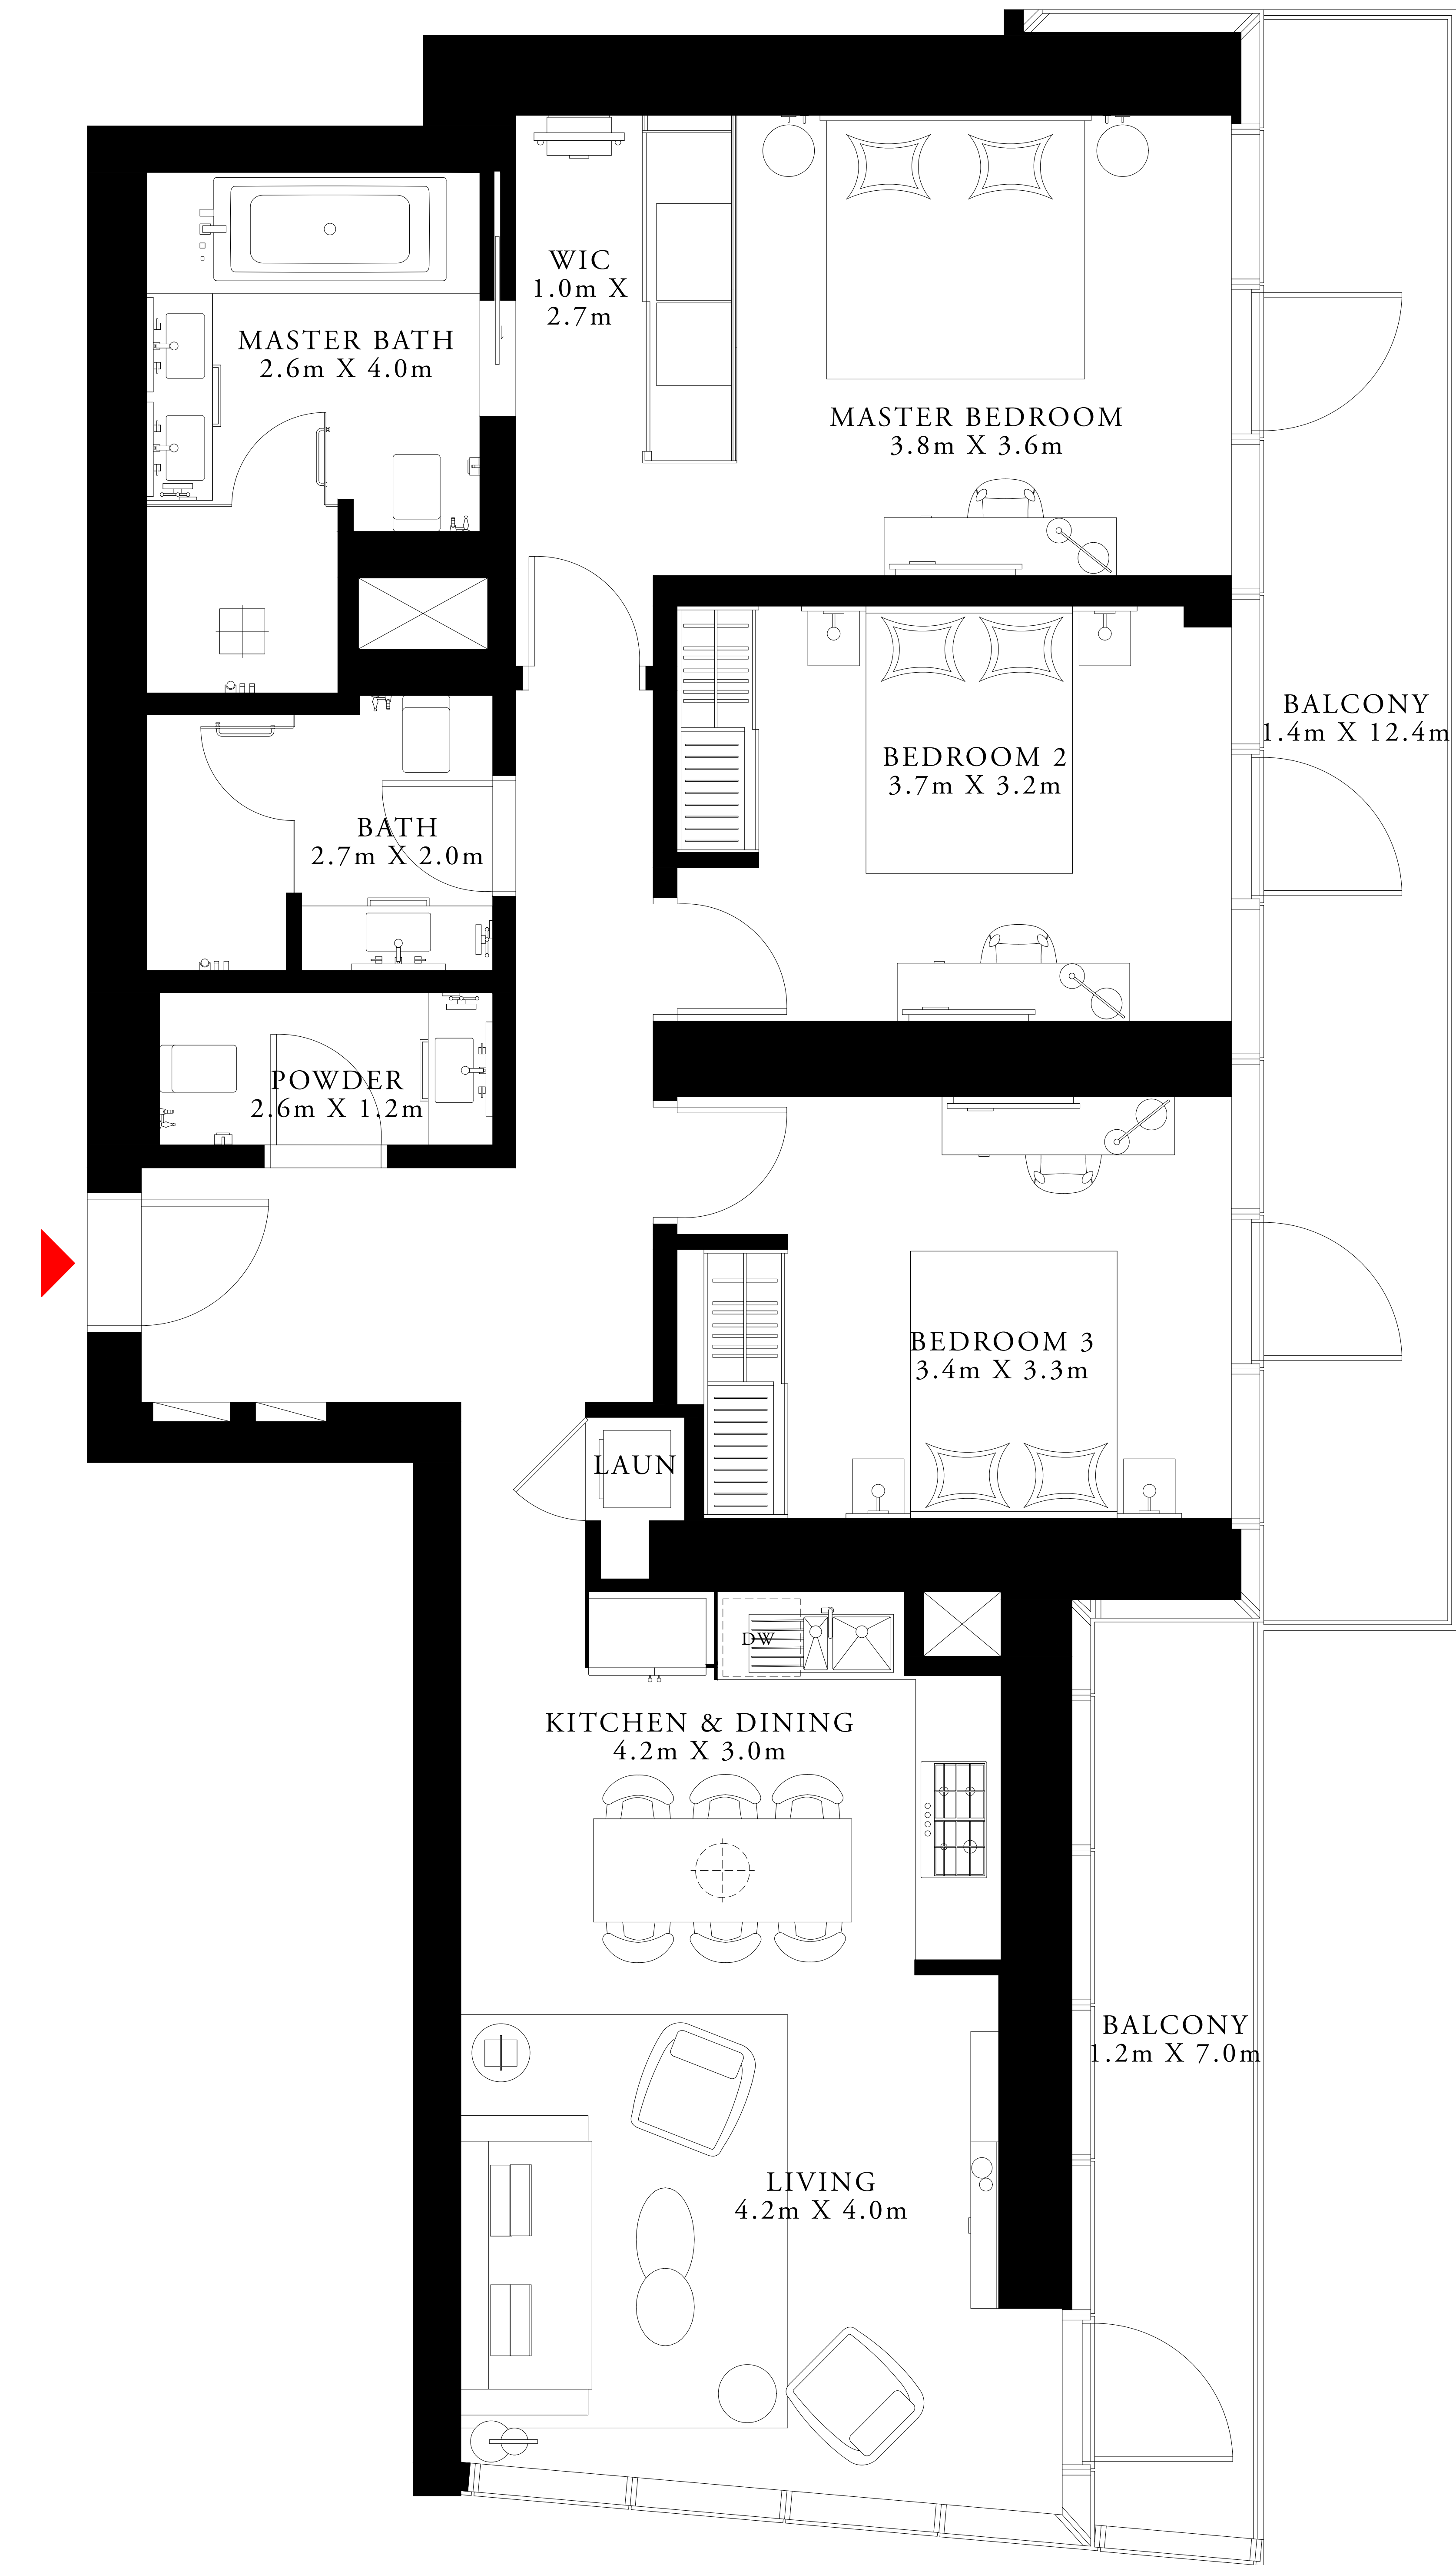 WIC
1.0m X
2.7m
MASTER BATH
2.6m X 4.0m
MASTER BEDROOM
3.8m X 3.6m
BALCONY
1.4m X 12.4m
BEDROOM 2
3.7m X 3.2m
BATH
2.7m X 2.0m
POWDER
2.6m X 1.2m
BEDROOM 3
3.4m X 3.3m
LAUN
DW
KITCHEN & DINING
4.2m X 3.0m
BALCONY
1.2m X 7.0m
LIVING
4.2m X 4.0m